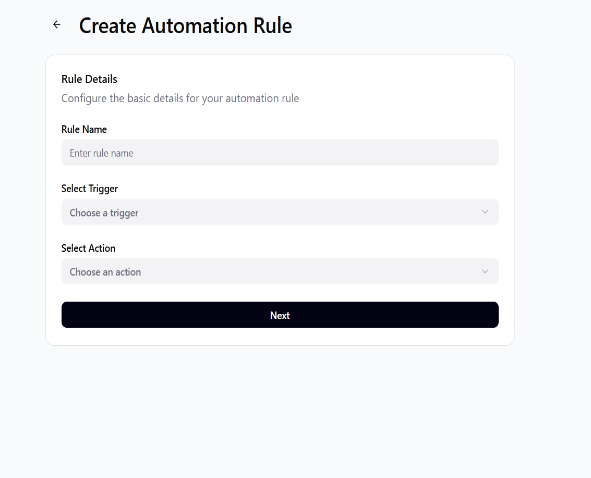 Create Automation Rule
Rule Details
Configure the basic details for your automation rule
Rule Name
Enter rule name
Select Trigger
Choose a trigger
Select Action
Choose an action
Next